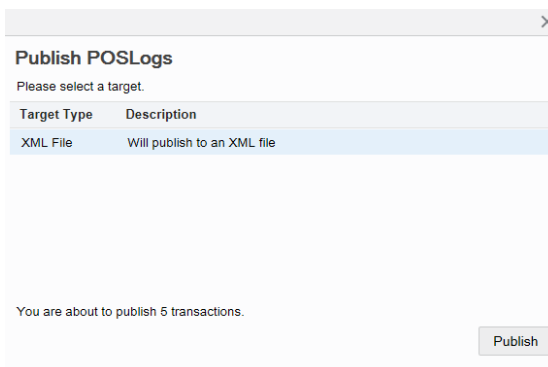 Publish POSLogs
Please select a target.
Target Type Description
XML File Will publish to an XML file
You are about to publish 5 transactions.
Publish